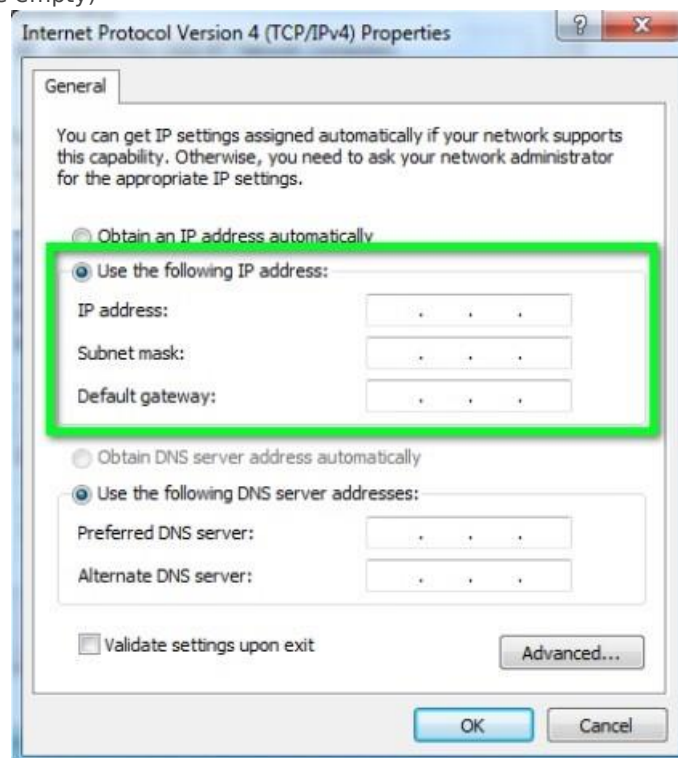 e empty)
Internet Protocol Version 4 (TCP/IPv4) Properties
General
You can get IP settings assigned automatically if your network supports
this capability. Otherwise, you need to ask your network administrator
for the appropriate IP settings.
Obtain an IP address automatically
Use the following IP address:
IP address: . . .
Subnet mask: . . .
Default gateway: . . .
Obtain DNS server address automatically
Use the following DNS server addresses:
Preferred DNS server: . . .
Alternate DNS server: . . .
Validate settings upon exit
Advanced...
OK Cancel